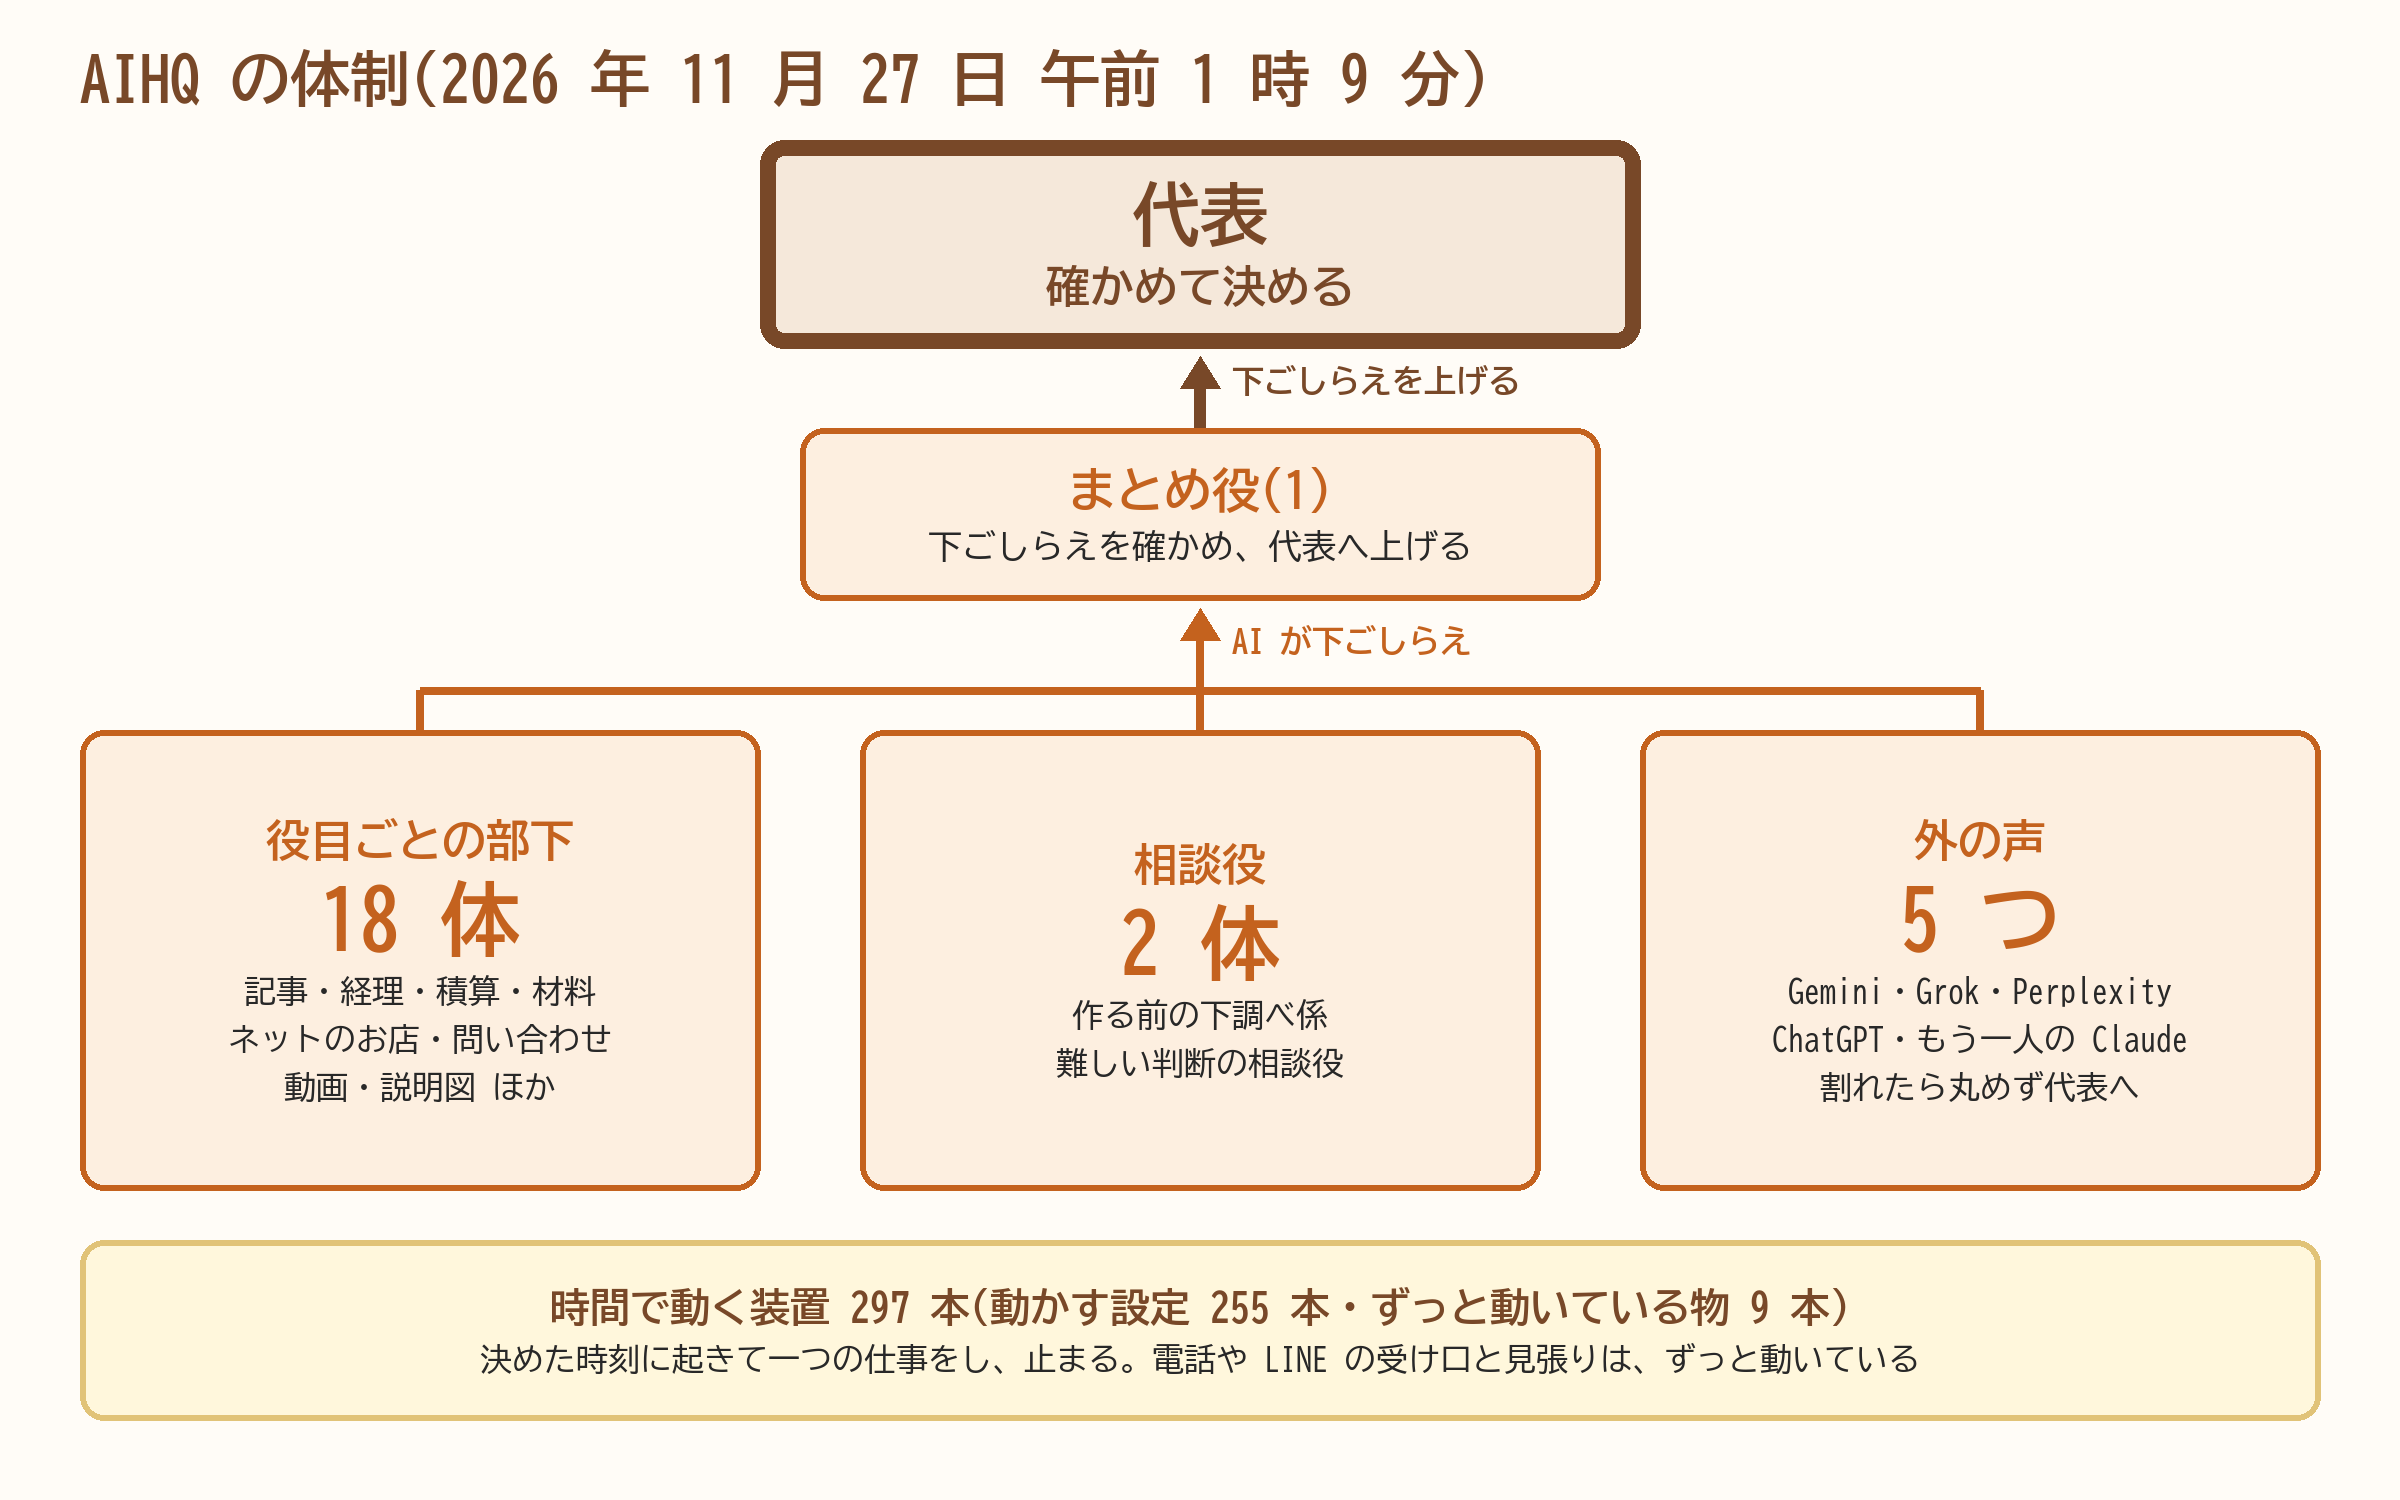 AIHQ の体制(2026 年 11 月 27 日 午前 1 時 9 分)
代表
確かめて決める
下ごしらえを上げる
まとめ役(1)
下ごしらえを確かめ、代表へ上げる
AI が下ごしらえ
役目ごとの部下
18 体
記事・経理・積算・材料
ネットのお店・問い合わせ
動画・説明図 ほか
相談役
2 体
作る前の下調べ係
難しい判断の相談役
外の声
5 つ
Gemini・Grok・Perplexity
ChatGPT・もう一人の Claude
割れたら丸めず代表へ
時間で動く装置 297 本(動かす設定 255 本・ずっと動いている物 9 本)
決めた時刻に起きて一つの仕事をし、止まる。電話や LINE の受け口と見張りは、ずっと動いている